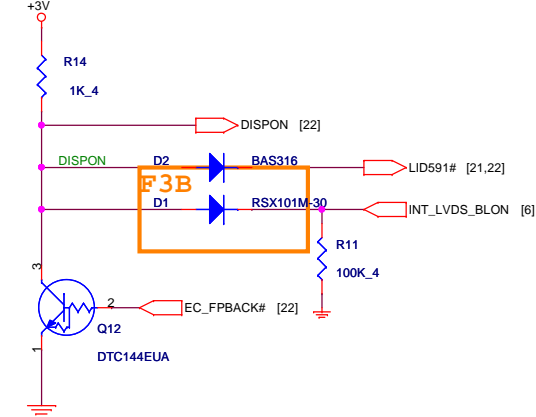 +3V
R14
1K_4
DISPON [22]
DISPON
D2 BAS316
LID591# [21,22]
F3B
D1 RSX101M-30
INT_LVDS_BLON [6]
R11
100K_4
3
2
EC_FPBACK# [22]
Q12
1
DTC144EUA